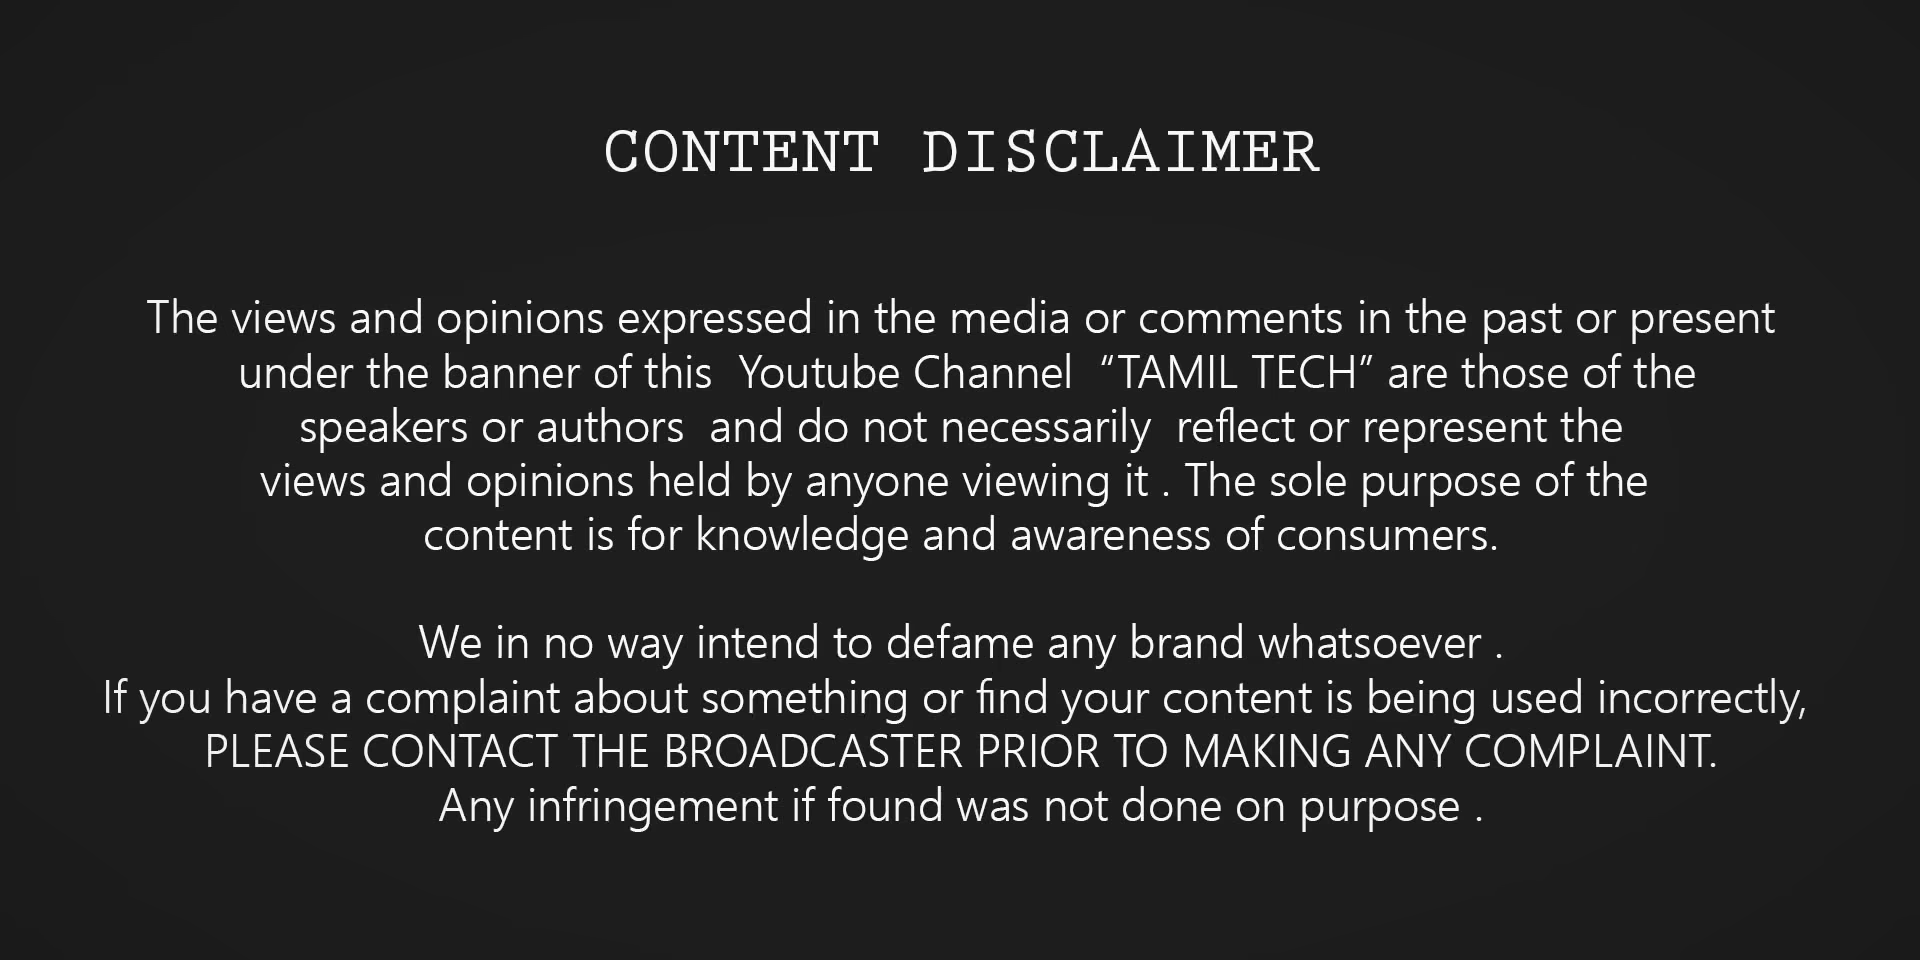 CONTENT DISCLAIMER
The views and opinions expressed in the media or comments in the past or present
under the banner of this Youtube Channel “TAMIL TECH” are those of the
speakers or authors and do not necessarily reflect or represent the
views and opinions held by anyone viewing it . The sole purpose of the
content is for knowledge and awareness of consumers.
We in no way intend to defame any brand whatsoever .
If you have a complaint about something or find your content is being used incorrectly,
PLEASE CONTACT THE BROADCASTER PRIOR TO MAKING ANY COMPLAINT.
Any infringement if found was not done on purpose .